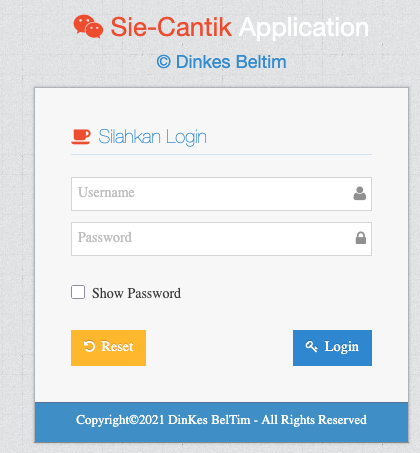 Sie-Cantik Application
© Dinkes BelTim
Silahkan Login
Username
Password
Show Password
Reset
Login
Copyright©2021 DinKes BelTim - All Rights Reserved